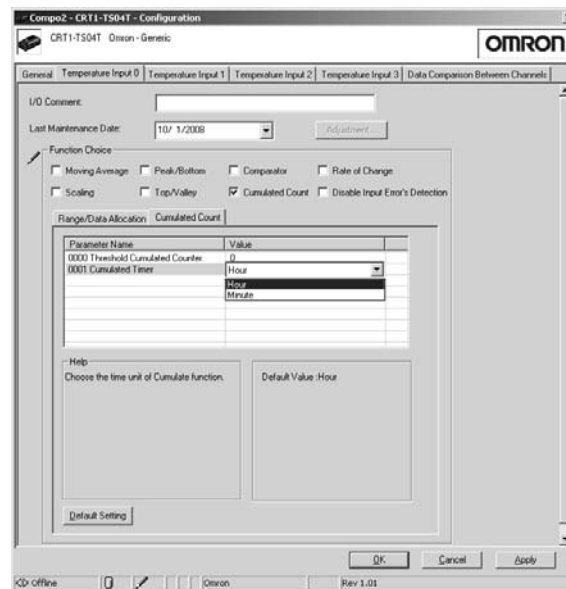 Compo2 - CRT1-TS04T - Configuration
CRT1-TS04T Omron - Generic
OMRON
General Temperature Input 0 Temperature Input 1 Temperature Input 2 Temperature Input 3 Data Comparison Between Channels
I/O Comment:
Last Maintenance Date: 10/ 1/2008 Adjustment...
Function Choice
Moving Average Peak/Bottom Comparator Rate of Change
Scaling Top/Valley Cumulated Count Disable Input Error's Detection
Range/Data Allocation Cumulated Count
Parameter Name Value
0000 Threshold Cumulated Counter 0
0001 Cumulated Timer Hour
Hour
Minute
Help
Choose the time unit of Cumulate function. Default Value :Hour
Default Setting
OK Cancel Apply
Offline Omron Rev 1.01